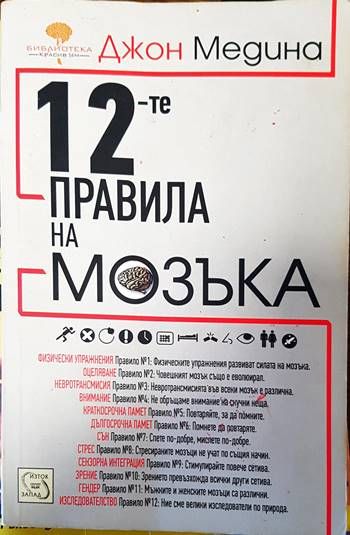 БИБЛИОТЕКА
КРАСИВ УМ
Джон Медина
12-те
ПРАВИЛА
НА
МОЗЪКА
ФИЗИЧЕСКИ УПРАЖНЕНИЯ Правило №1: Физическите упражнения развиват силата на мозъка.
ОЦЕЛЯВАНЕ Правило №2: Човешкият мозък също е еволюирал.
НЕВРОТРАНСМИСИЯ Правило №3: Невротрансмисията във всеки мозък е различна.
ВНИМАНИЕ Правило №4: Не обръщаме внимание на скучни неща.
КРАТКОСРОЧНА ПАМЕТ Правило №5: Повтаряйте, за да помните.
ДЪЛГОСРОЧНА ПАМЕТ Правило №6: Помнете да повтаряте.
СЪН Правило №7: Спете по-добре, мислете по-добре.
СТРЕС Правило №8: Стресираните мозъци не учат по същия начин.
СЕНЗОРНА ИНТЕГРАЦИЯ Правило №9: Стимулирайте повече сетива.
ЗРЕНИЕ Правило №10: Зрението превъзхожда всички други сетива.
ГЕНДЕР Правило №11: Мъжките и женските мозъци са различни.
ИЗСЛЕДОВАТЕЛСТВО Правило №12: Ние сме велики изследователи по природа.
ИЗТОК
ЗАПАД